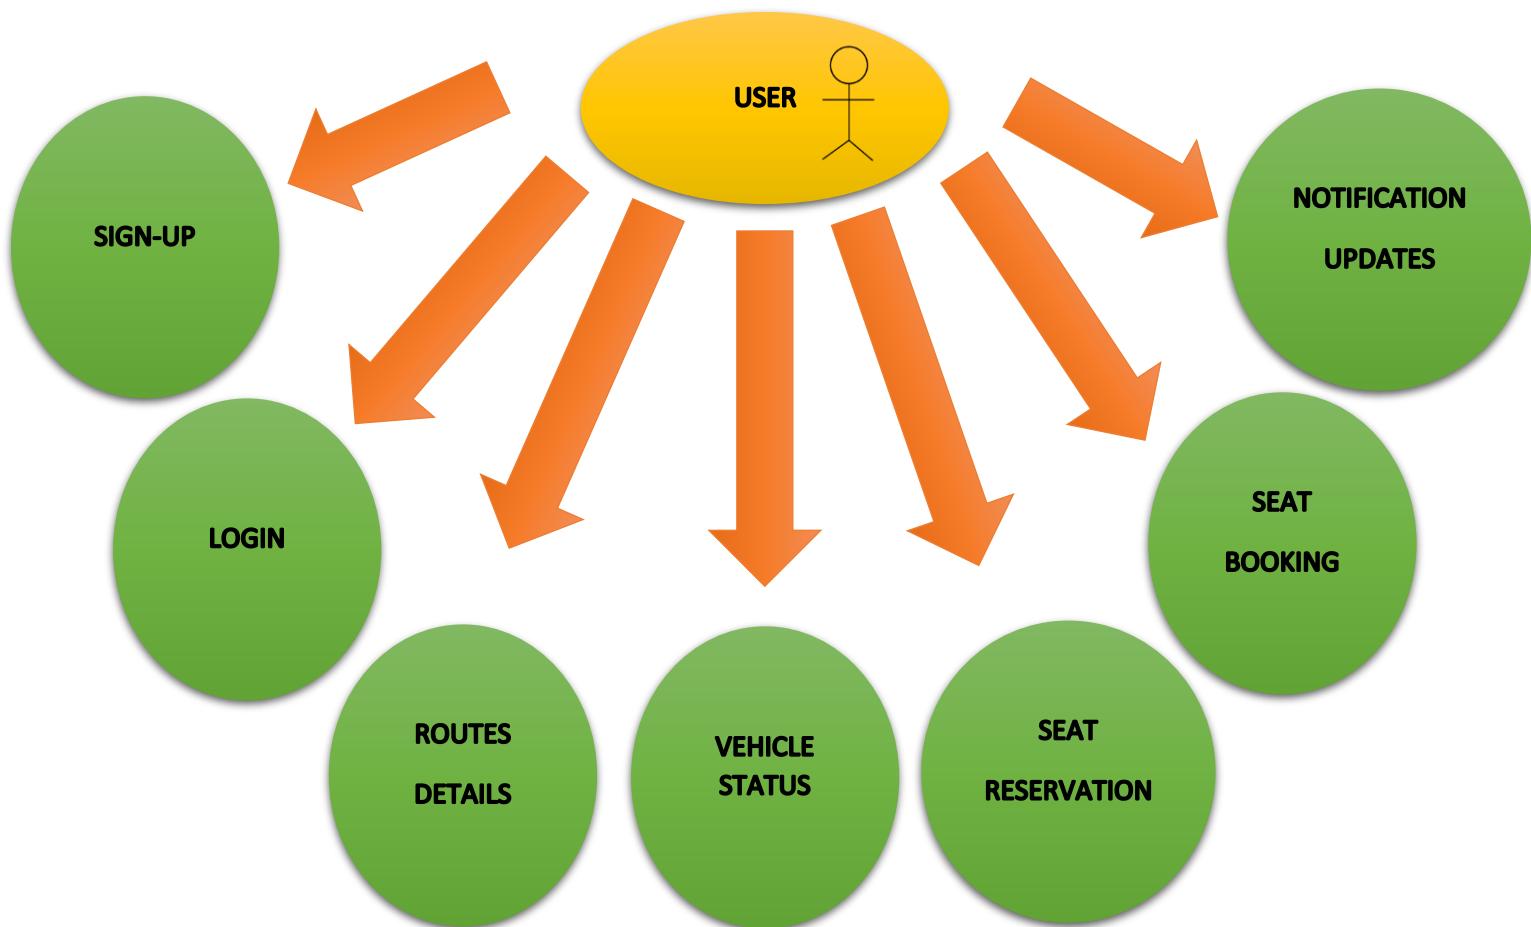 USER
SIGN-UP
LOGIN
ROUTES
DETAILS
VEHICLE
STATUS
SEAT
RESERVATION
SEAT
BOOKING
NOTIFICATION
UPDATES